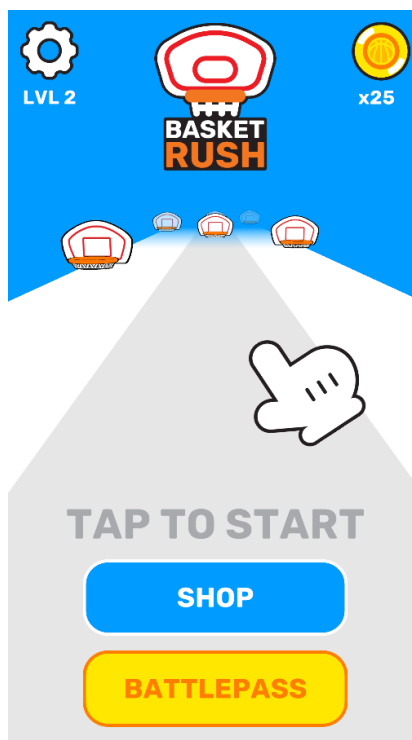 LVL 2
x25
BASKET
RUSH
TAP TO START
SHOP
BATTLEPASS